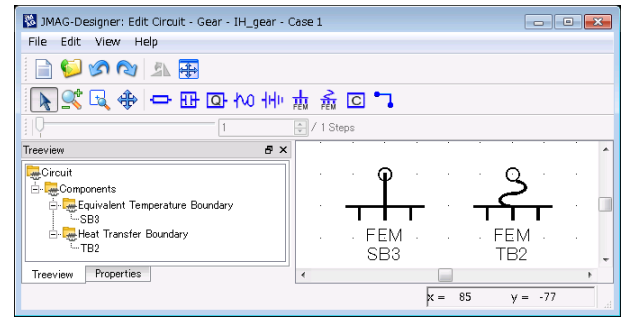 JMAG-Designer: Edit Circuit - Gear - IH_gear - Case 1
File Edit View Help
FEM FEM C
1 / 1 Steps
Treeview
Circuit
Components
Equivalent Temperature Boundary
SB3
Heat Transfer Boundary
TB2
Treeview Properties
FEM FEM
SB3 TB2
x = 85 y = -77